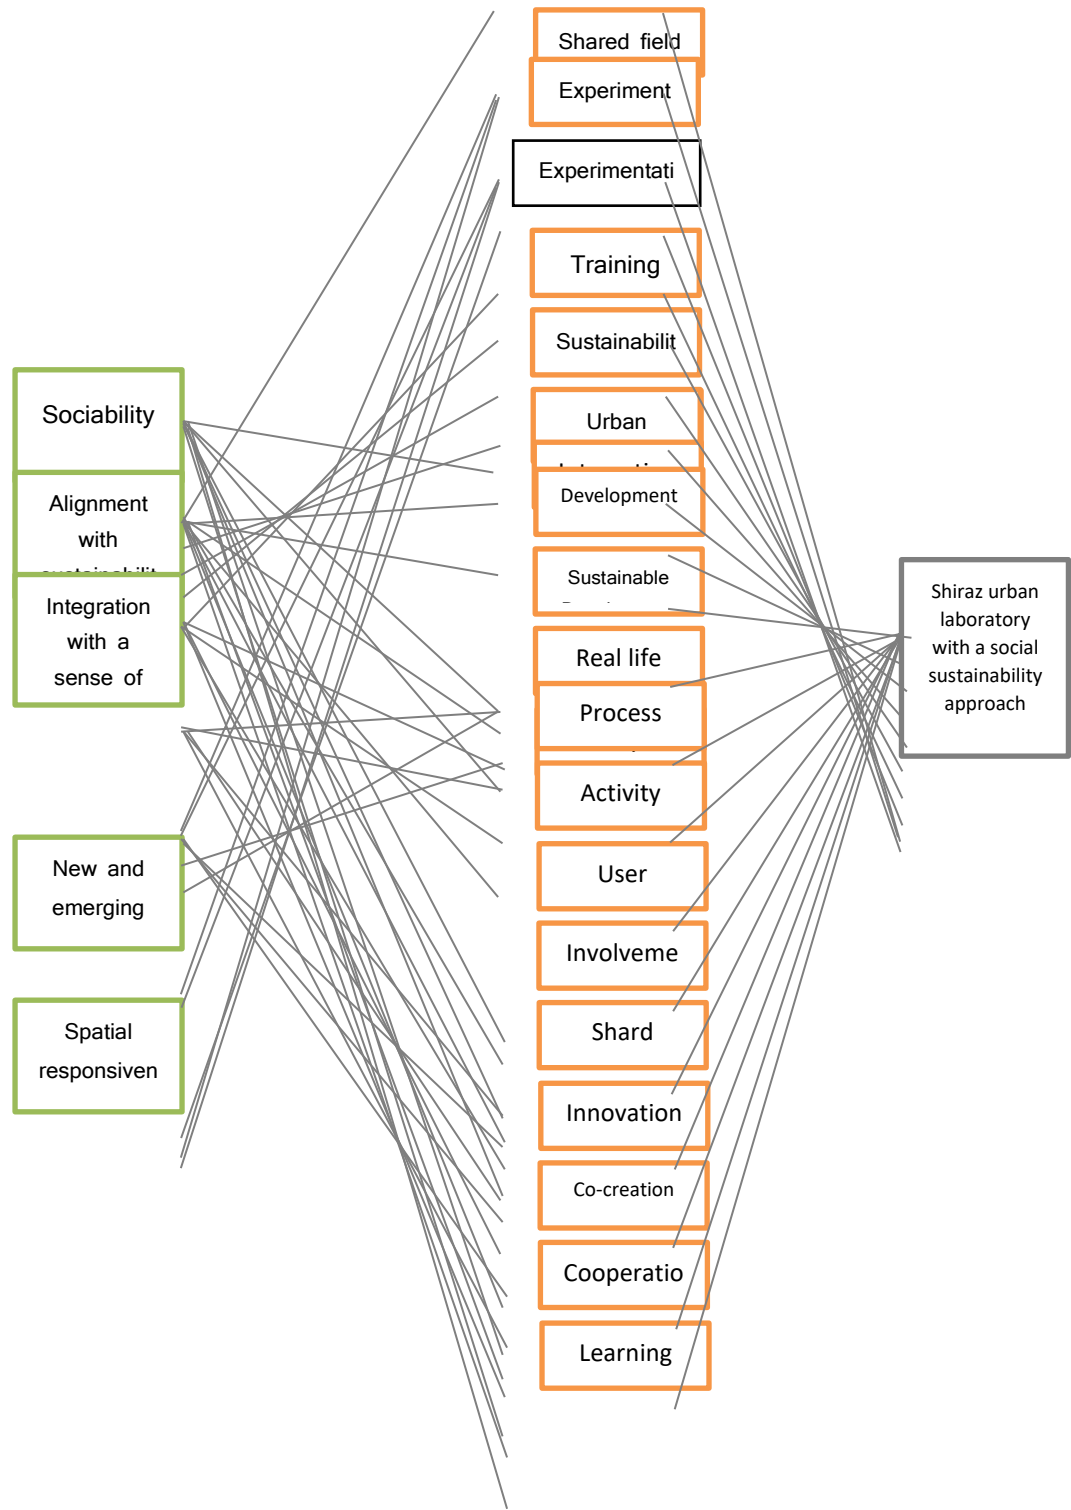 Shared field
Experiment
Experimentati
Training
Sustainabilit
Urban
Development
Sustainable
Real life
Process
Activity
User
Involveme
Shard
Innovation
Co-creation
Cooperatio
Learning
Sociability
Alignment
with
sustainabilit
Integration
with a
sense of
New and
emerging
Spatial
responsiven
Shiraz urban
laboratory
with a social
sustainability
approach